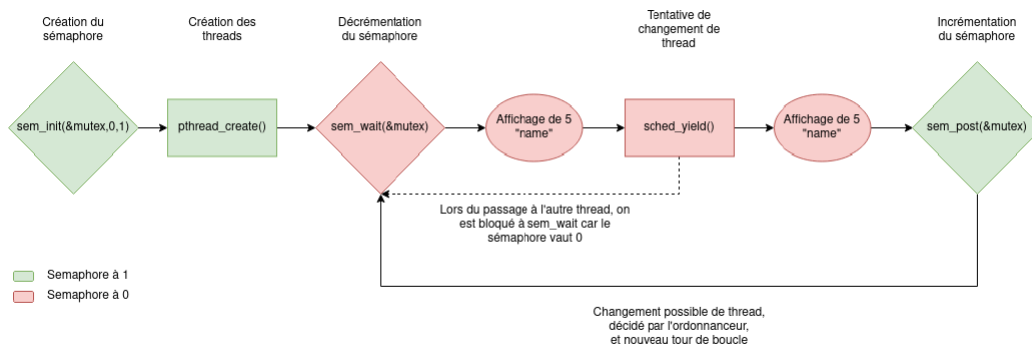 Création du
sémaphore
Création des
threads
Décrémentation
du sémaphore
Tentative de
changement de
thread
Incrémentation
du sémaphore
sem_init(&mutex,0,1)
pthread_create()
sem_wait(&mutex)
Affichage de 5
"name"
sched_yield()
Affichage de 5
"name"
sem_post(&mutex)
Lors du passage à l'autre thread, on
est bloqué à sem_wait car le
sémaphore vaut 0
Semaphore à 1
Semaphore à 0
Changement possible de thread,
décidé par l'ordonnanceur,
et nouveau tour de boucle